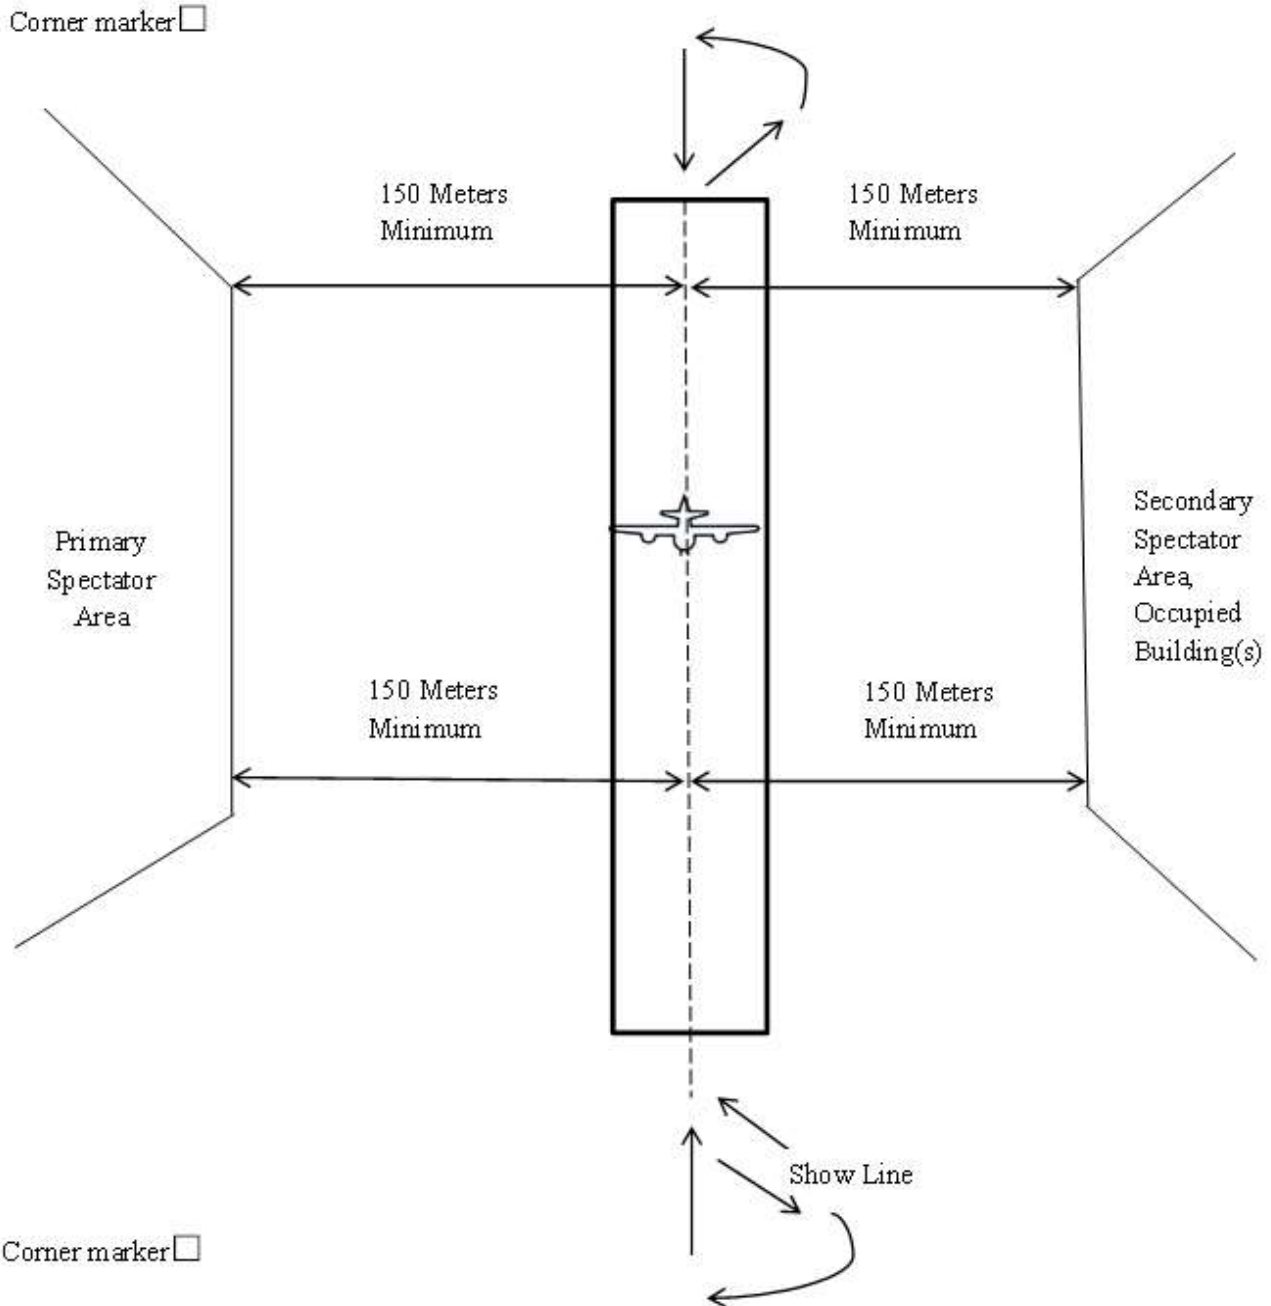 Corner marker
150 Meters
Minimum
150 Meters
Minimum
Primary
Spectator
Area
Secondary
Spectator
Area,
Occupied
Building(s)
150 Meters
Minimum
150 Meters
Minimum
Show Line
Corner marker